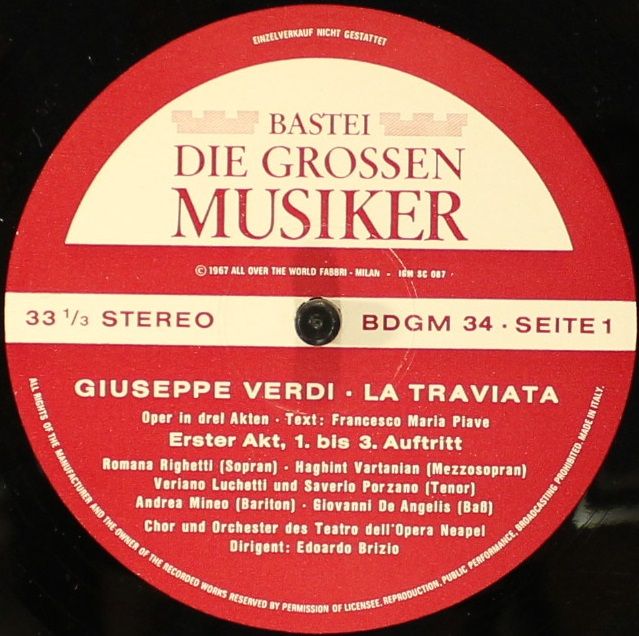 EINZELVERKAUF NICHT GESTATTET
BASTEI
DIE GROSSEN
MUSIKER
© 1967 ALL OVER THE WORLD FABBRI - MILAN - IGM SC 087
33 1/3 STEREO
BDGM 34 · SEITE 1
GIUSEPPE VERDI · LA TRAVIATA
Oper in drei Akten · Text: Francesco Maria Piave
Erster Akt, 1. bis 3. Auftritt
Romana Righetti (Sopran) · Haghint Vartanian (Mezzosopran)
Veriano Luchetti und Saverio Porzano (Tenor)
Andrea Mineo (Bariton) · Giovanni De Angelis (Baß)
Chor und Orchester des Teatro dell'Opera Neapel
Dirigent: Edoardo Brizio
ALL RIGHTS OF THE MANUFACTURER AND THE OWNER OF THE RECORDED WORKS RESERVED BY PERMISSION OF LICENSEE. REPRODUCTION, PUBLIC PERFORMANCE, BROADCASTING PROHIBITED. MADE IN ITALY.